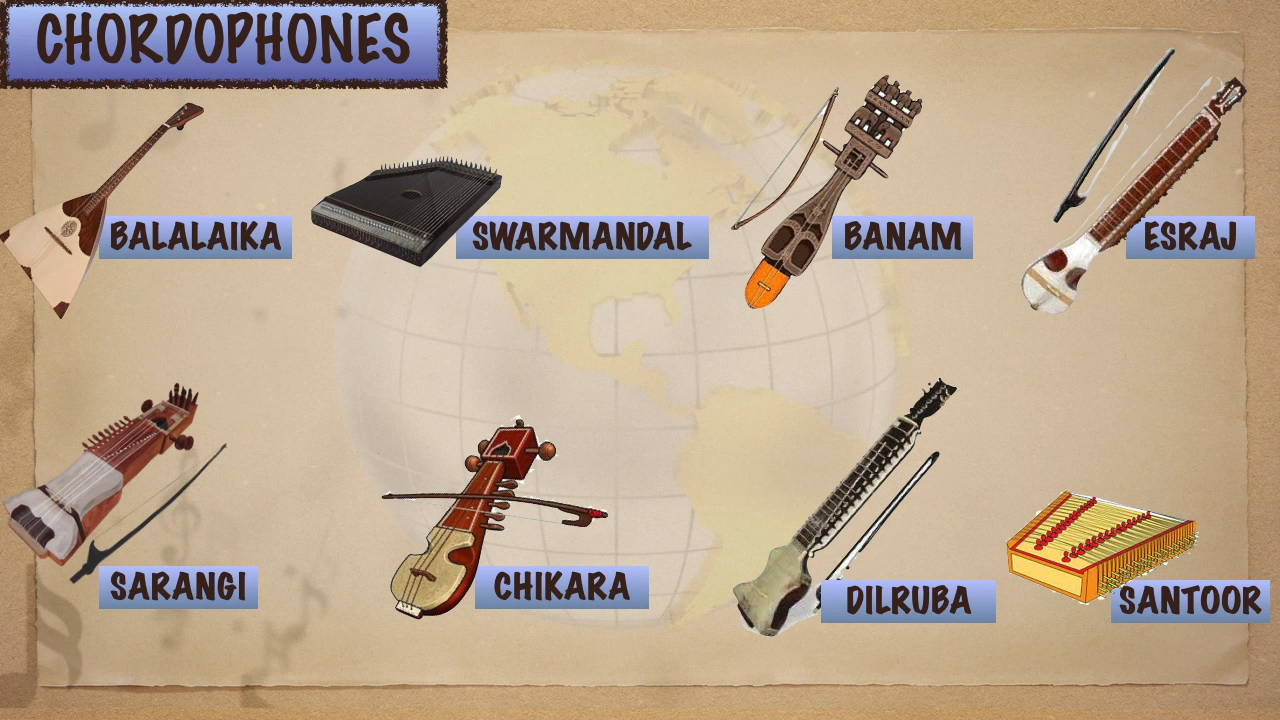 CHORDOPHONES
BALALAIKA
SWARMANDAL
BANAM
ESRAJ
SARANGI
CHIKARA
DILRUBA
SANTOOR